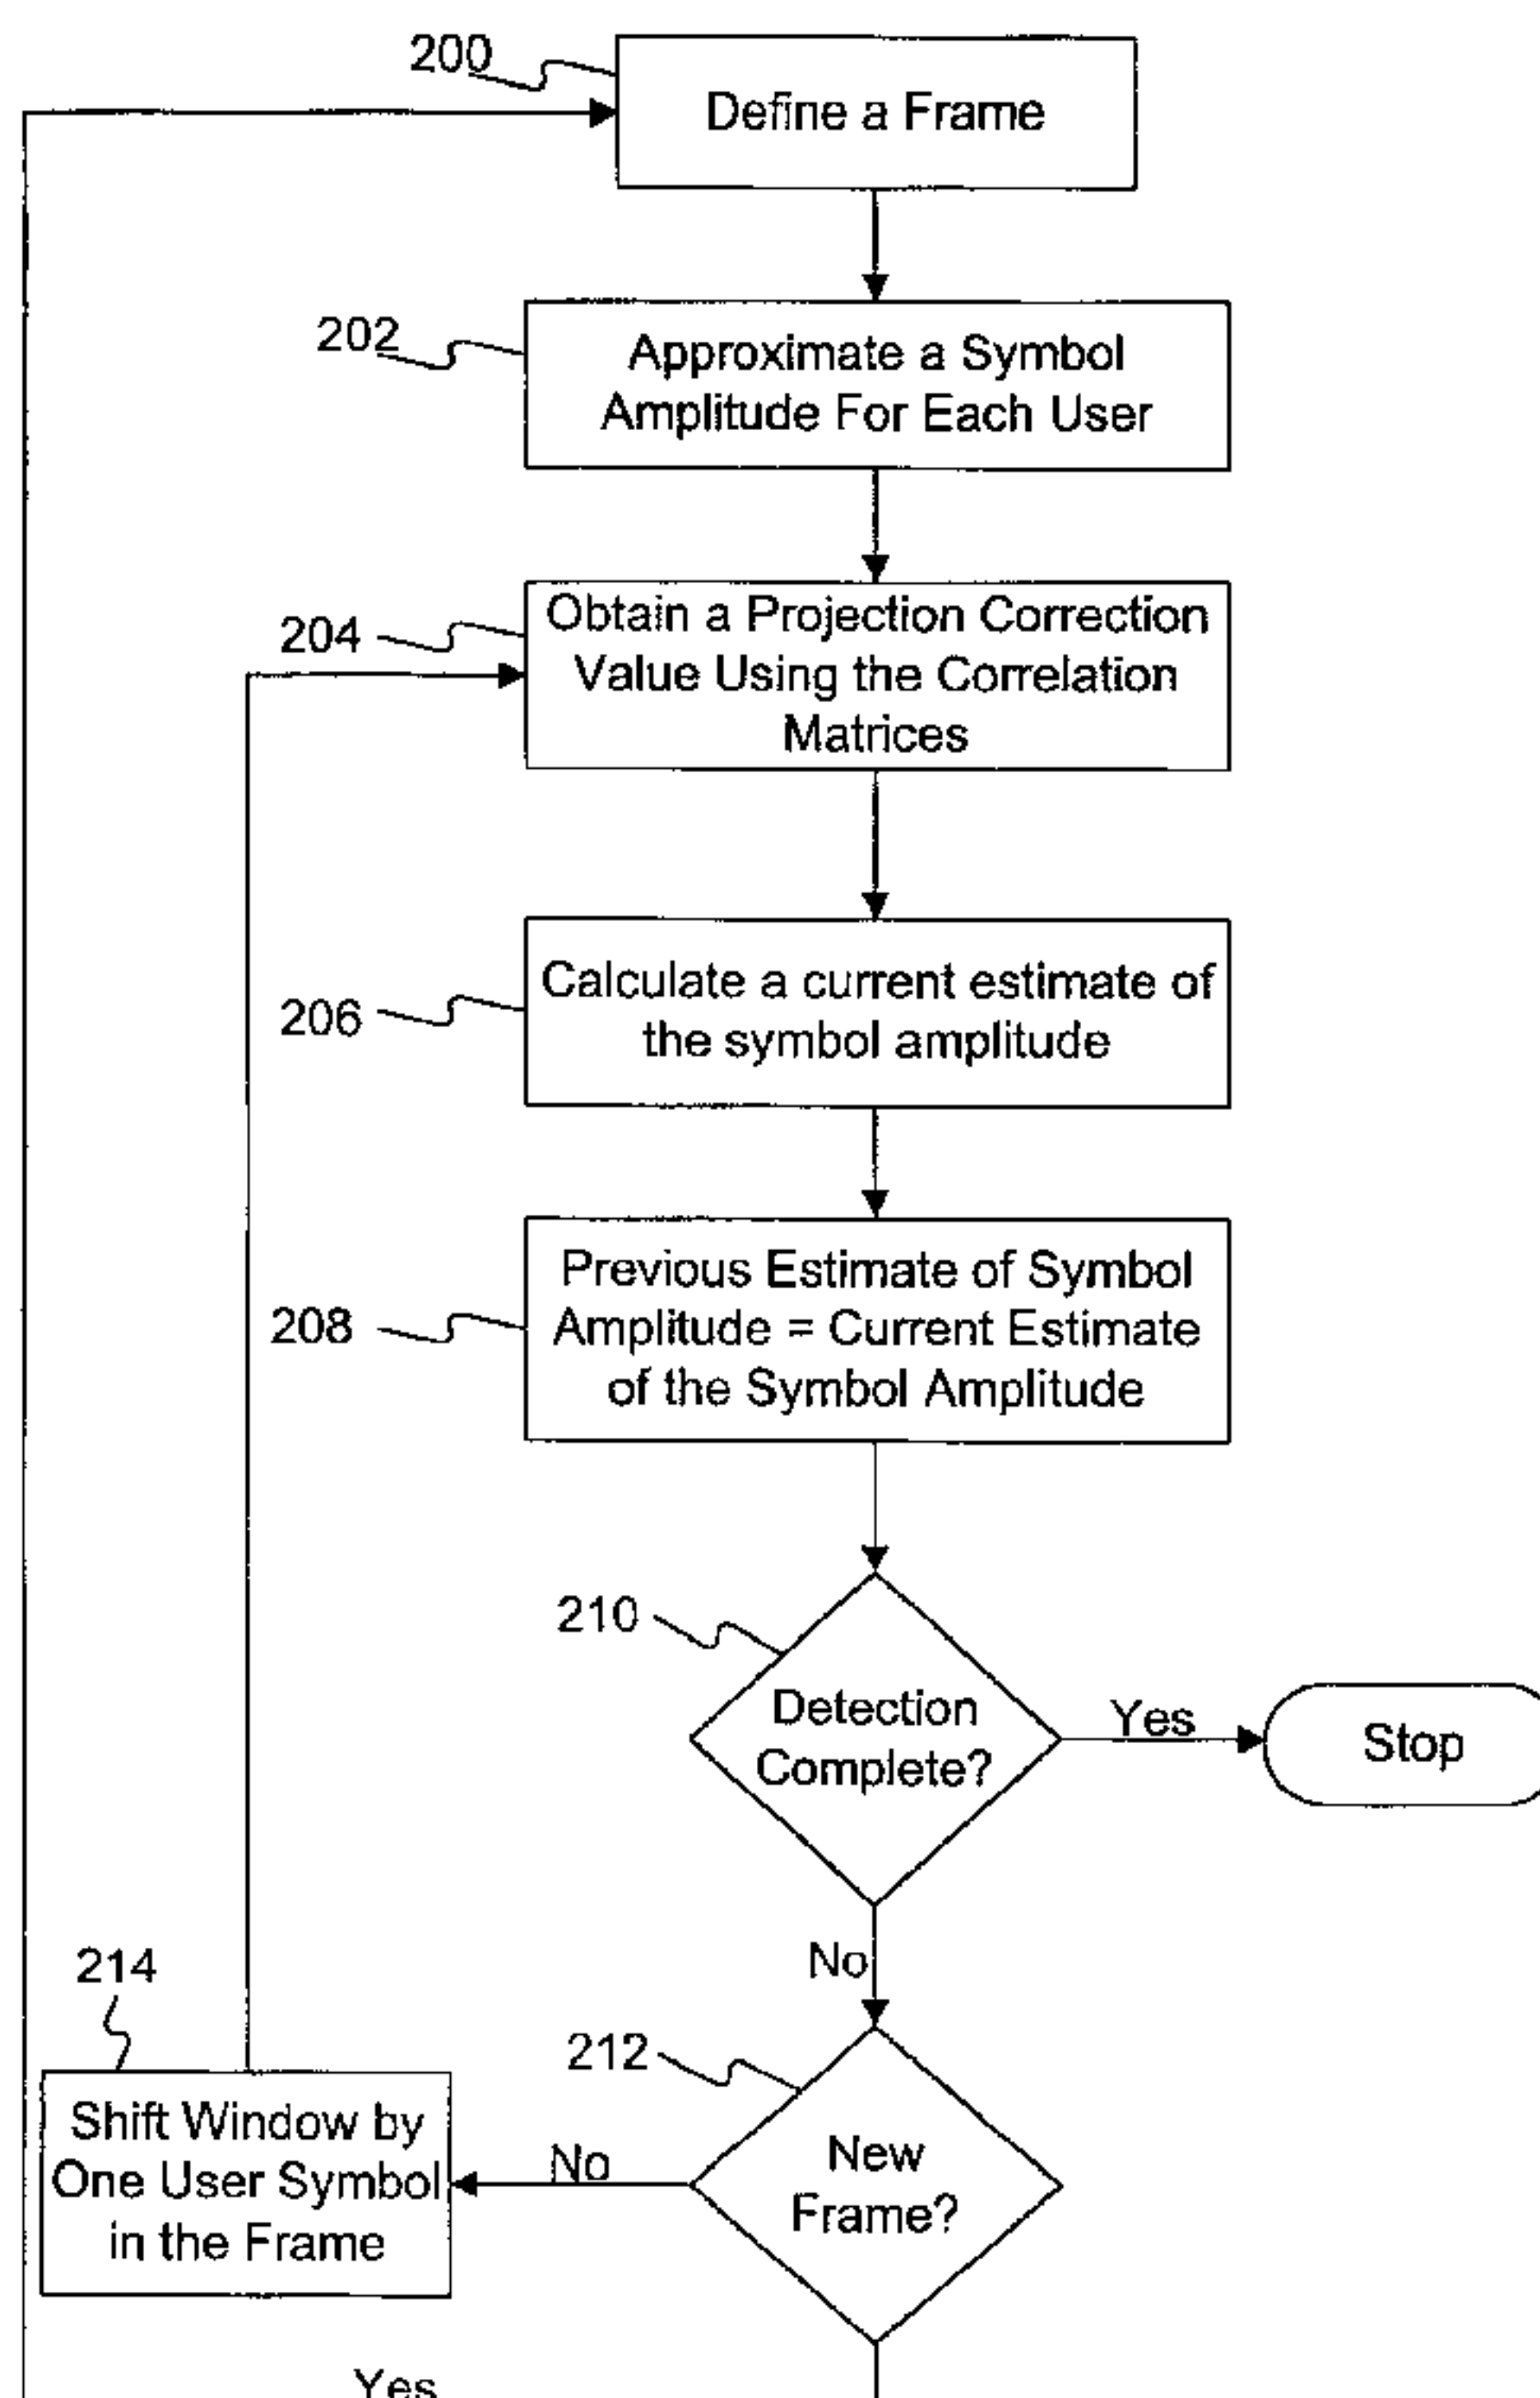 200
Define a Frame
202
Approximate a Symbol
Amplitude For Each User
204
Obtain a Projection Correction
Value Using the Correlation
Matrices
206
Calculate a current estimate of
the symbol amplitude
208
Previous Estimate of Symbol
Amplitude = Current Estimate
of the Symbol Amplitude
210
Detection
Complete?
Yes
Stop
No
214
212
Shift Window by
One User Symbol
in the Frame
No
New
Frame?
Yes